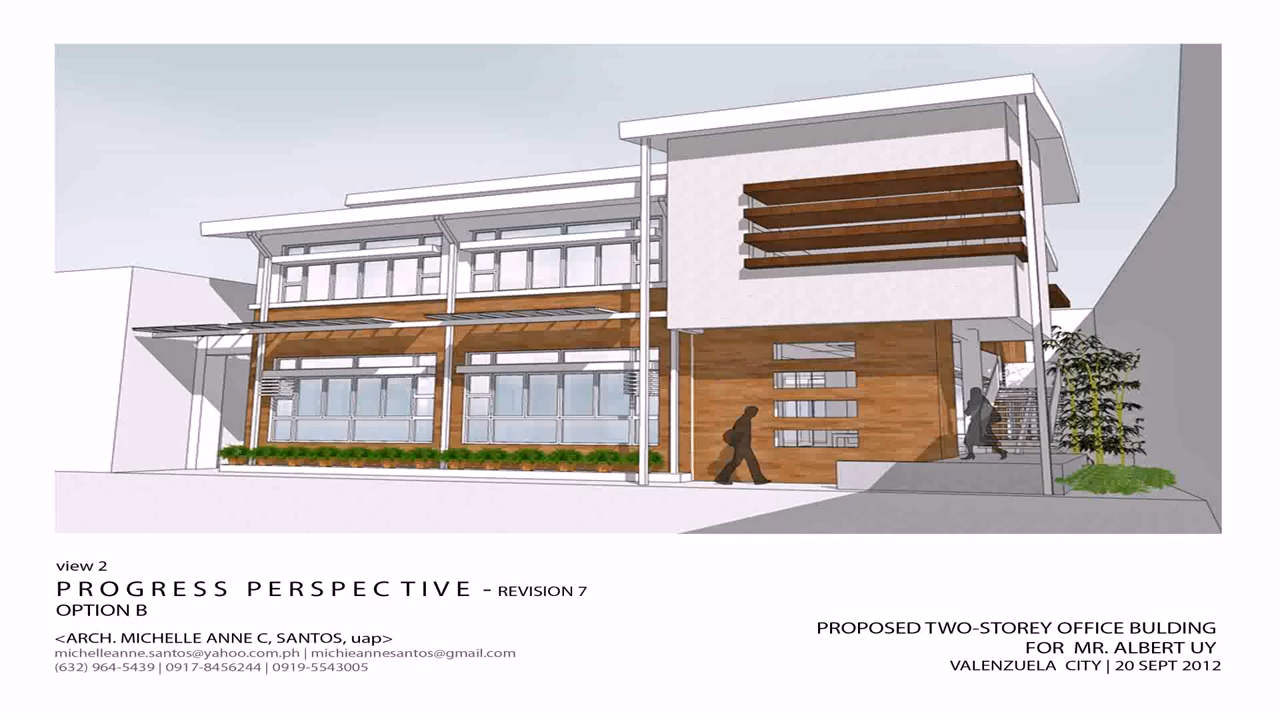 view 2
PROGRESS PERSPECTIVE - REVISION 7
OPTION B
<ARCH. MICHELLE ANNE C, SANTOS, uap>
michelleanne.santos@yahoo.com.ph | michieannesantos@gmail.com
(632) 964-5439 | 0917-8456244 | 0919-5543005
PROPOSED TWO-STOREY OFFICE BULDING
FOR MR. ALBERT UY
VALENZUELA CITY | 20 SEPT 2012